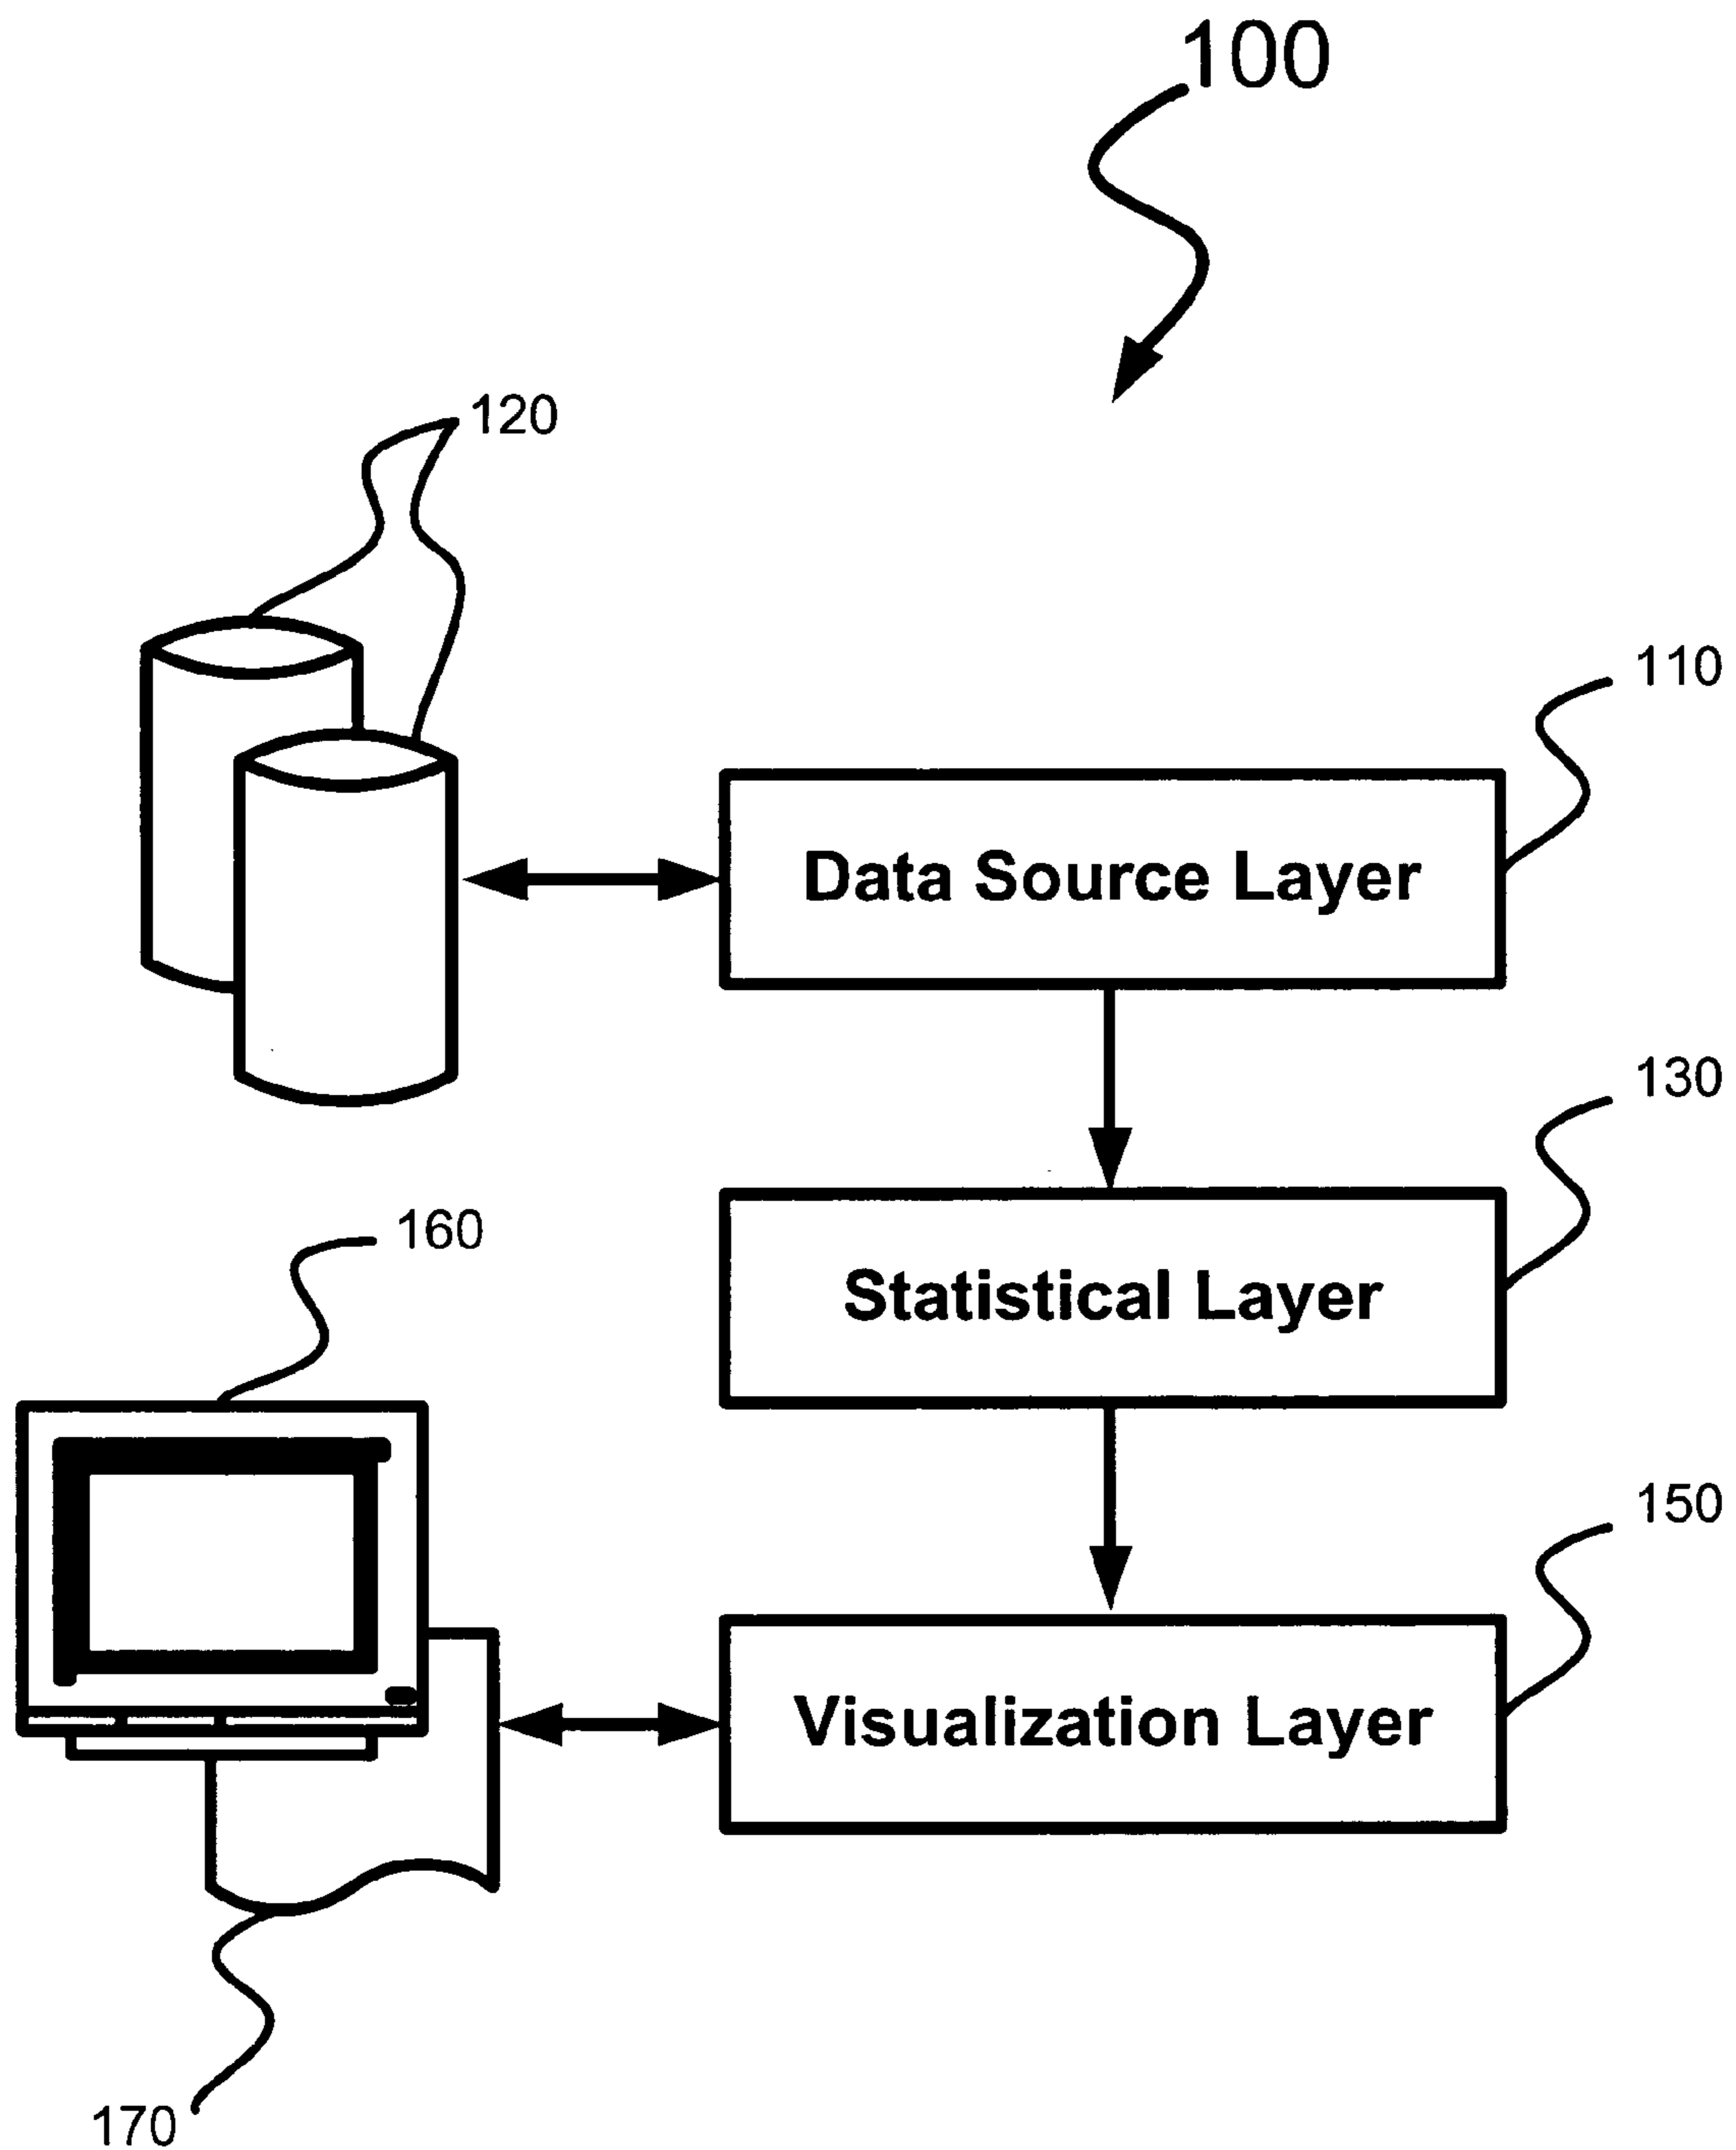 100
120
110
Data Source Layer
130
160
Statistical Layer
150
Visualization Layer
170